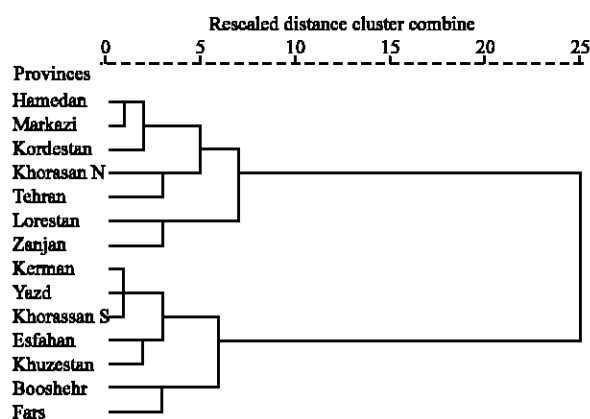 Rescaled distance cluster combine
0 5 10 15 20 25
Provinces
Hamedan
Markazi
Kordestan
Khorasan N
Tehran
Lorestan
Zanjan
Kerman
Yazd
Khorassan S
Esfahan
Khuzestan
Booshehr
Fars